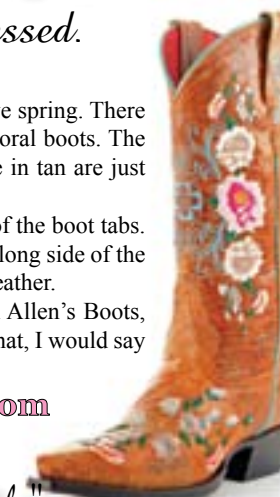 ssed.
e spring. There
oral boots. The
e in tan are just
of the boot tabs.
long side of the
eather.
Allen's Boots,
hat, I would say
om